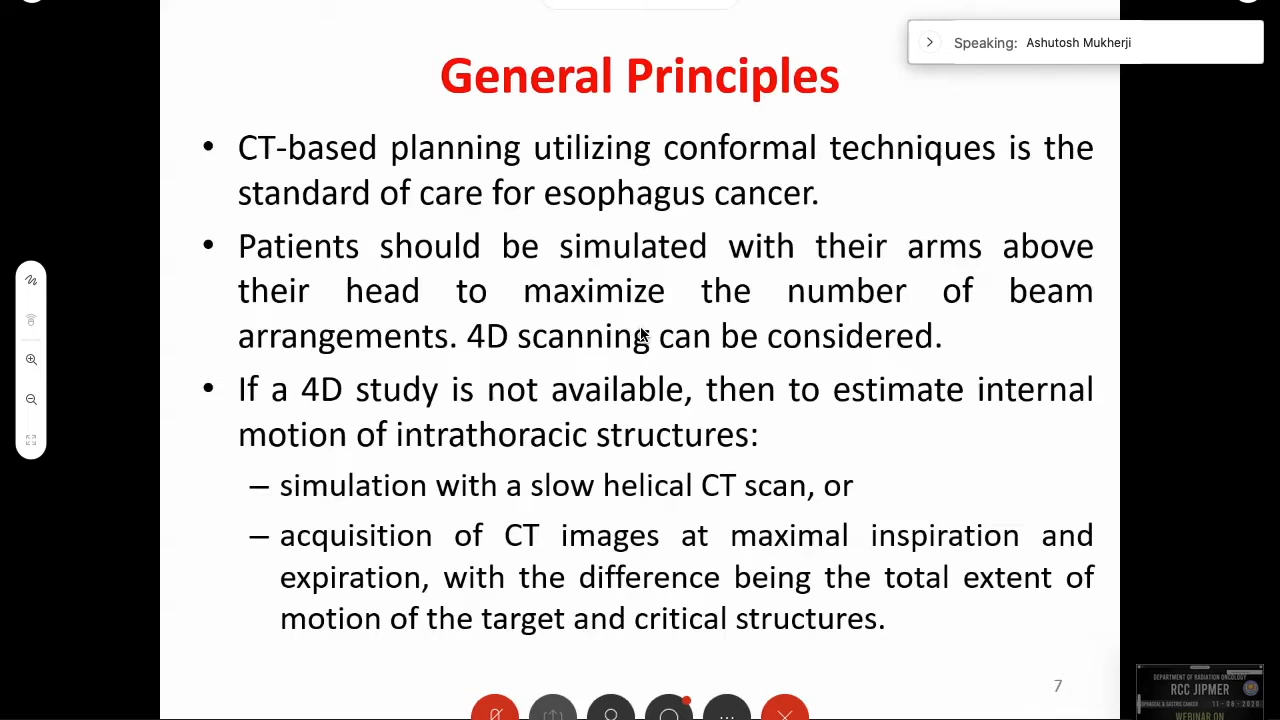 Speaking: Ashutosh Mukherji
General Principles
• CT-based planning utilizing conformal techniques is the
standard of care for esophagus cancer.
• Patients should be simulated with their arms above
their head to maximize the number of beam
arrangements. 4D scanning can be considered.
• If a 4D study is not available, then to estimate internal
motion of intrathoracic structures:
– simulation with a slow helical CT scan, or
– acquisition of CT images at maximal inspiration and
expiration, with the difference being the total extent of
motion of the target and critical structures.
7
DEPARTMENT OF RADIATION ONCOLOGY
RCC JIPMER
& GASTRIC CANCER 11-06-2020
WEBINAR ON